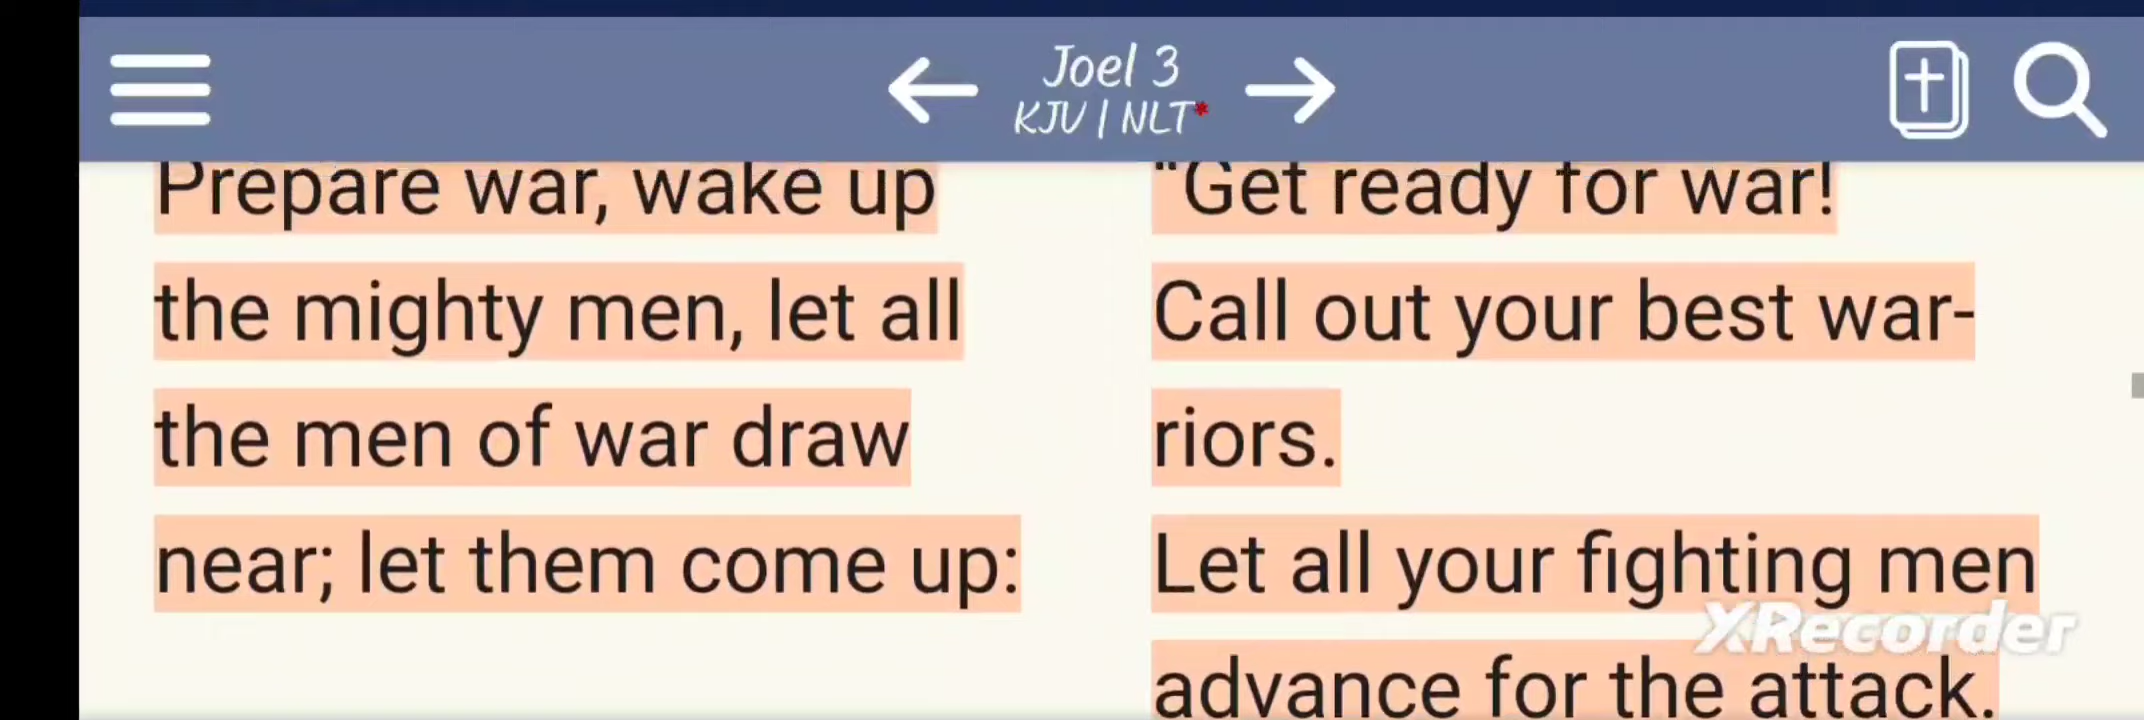 Joel 3
KJV | NLT*
Prepare war, wake up
the mighty men, let all
the men of war draw
near; let them come up:
"Get ready for war!
Call out your best war-
riors.
Let all your fighting men
advance for the attack.
XRecorder